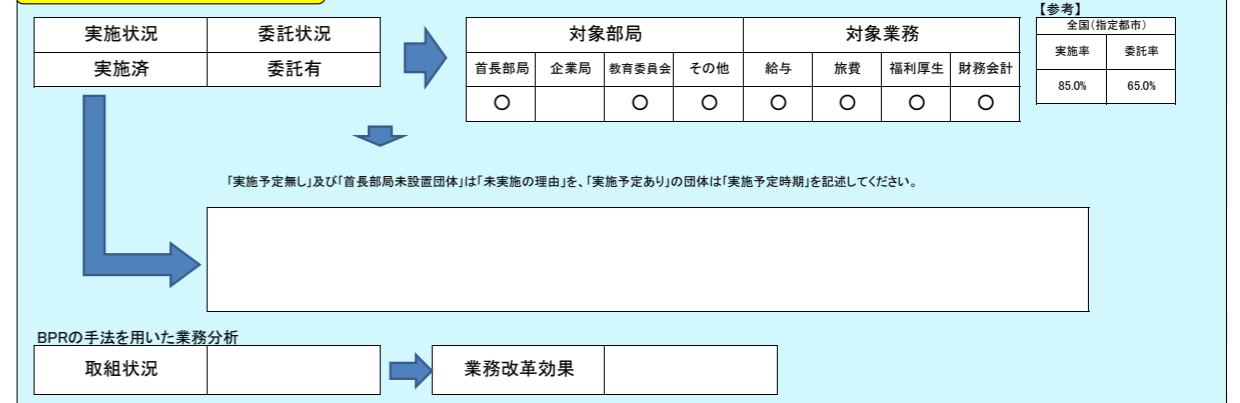 【参考】
実施状況 委託状況 対象部局 対象業務 全国(指定都市)
実施済 委託有 首長部局 企業局 教育委員会 その他 給与 旅費 福利厚生 財務会計 実施率 委託率
○ ○ ○ ○ ○ ○ ○ 85.0% 65.0%
「実施予定無し」及び「首長部局未設置団体」は「未実施の理由」を、「実施予定あり」の団体は「実施予定時期」を記述してください。
BPRの手法を用いた業務分析
取組状況 業務改革効果